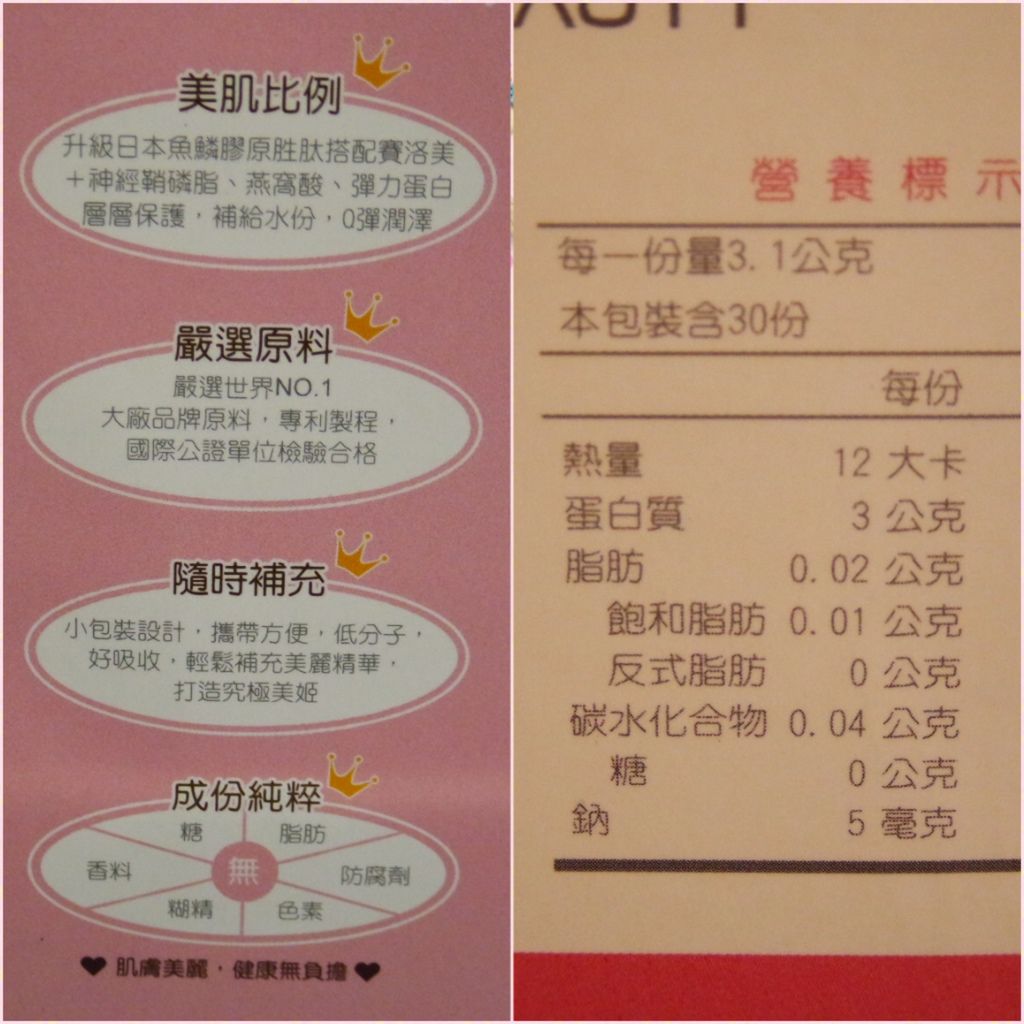 美肌比例
升級日本魚鱗膠原胜肽搭配賽洛美
+神經鞘磷脂、燕窩酸、彈力蛋白
層層保護，補給水份，Q彈潤澤
嚴選原料
嚴選世界NO.1
大廠品牌原料，專利製程，
國際公證單位檢驗合格
隨時補充
小包裝設計，攜帶方便，低分子，
好吸收，輕鬆補充美麗精華，
打造究極美姬
成份純粹
糖 脂肪
香料 無 防腐劑
糊精 色素
♥ 肌膚美麗，健康無負擔 ♥
營養標示
每一份量3.1公克
本包裝含30份
每份
熱量 12 大卡
蛋白質 3 公克
脂肪 0.02 公克
飽和脂肪 0.01 公克
反式脂肪 0 公克
碳水化合物 0.04 公克
糖 0 公克
鈉 5 毫克